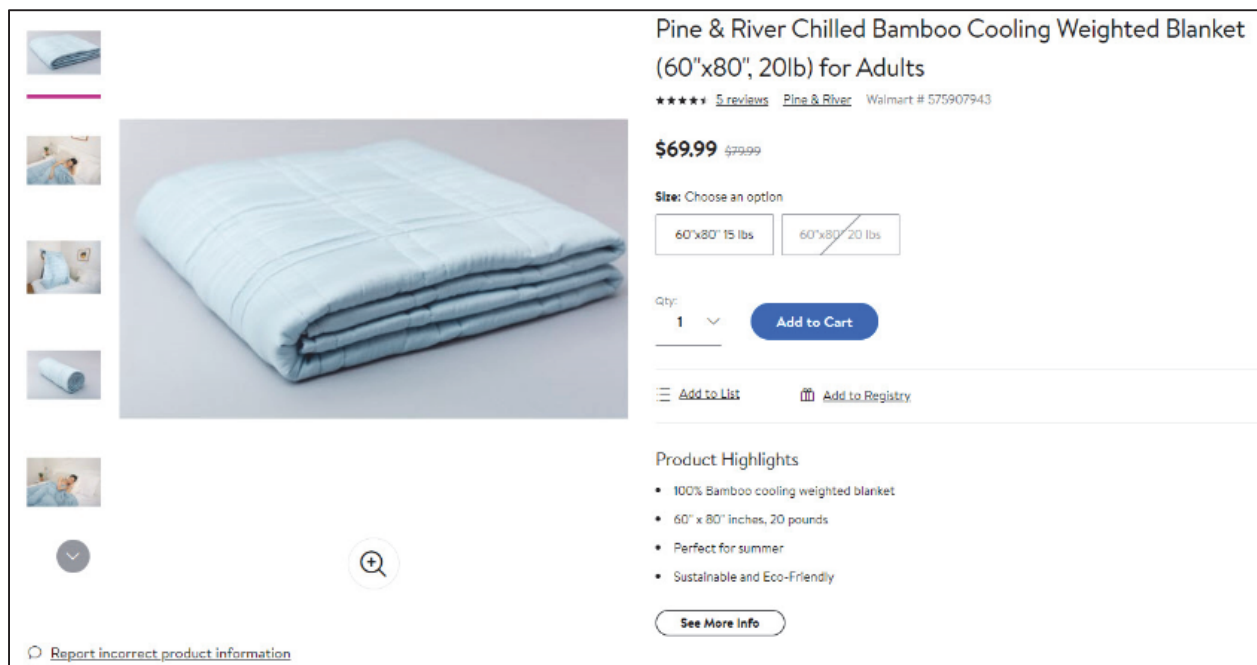 Pine & River Chilled Bamboo Cooling Weighted Blanket
(60"x80", 20lb) for Adults
5 reviews Pine & River Walmart # 575907943
$69.99 $79.99
Size: Choose an option
60"x80" 15 lbs 60"x80" 20 lbs
Qty:
1
Add to Cart
Add to List Add to Registry
Product Highlights
• 100% Bamboo cooling weighted blanket
• 60" x 80" inches, 20 pounds
• Perfect for summer
• Sustainable and Eco-Friendly
See More Info
Report incorrect product information